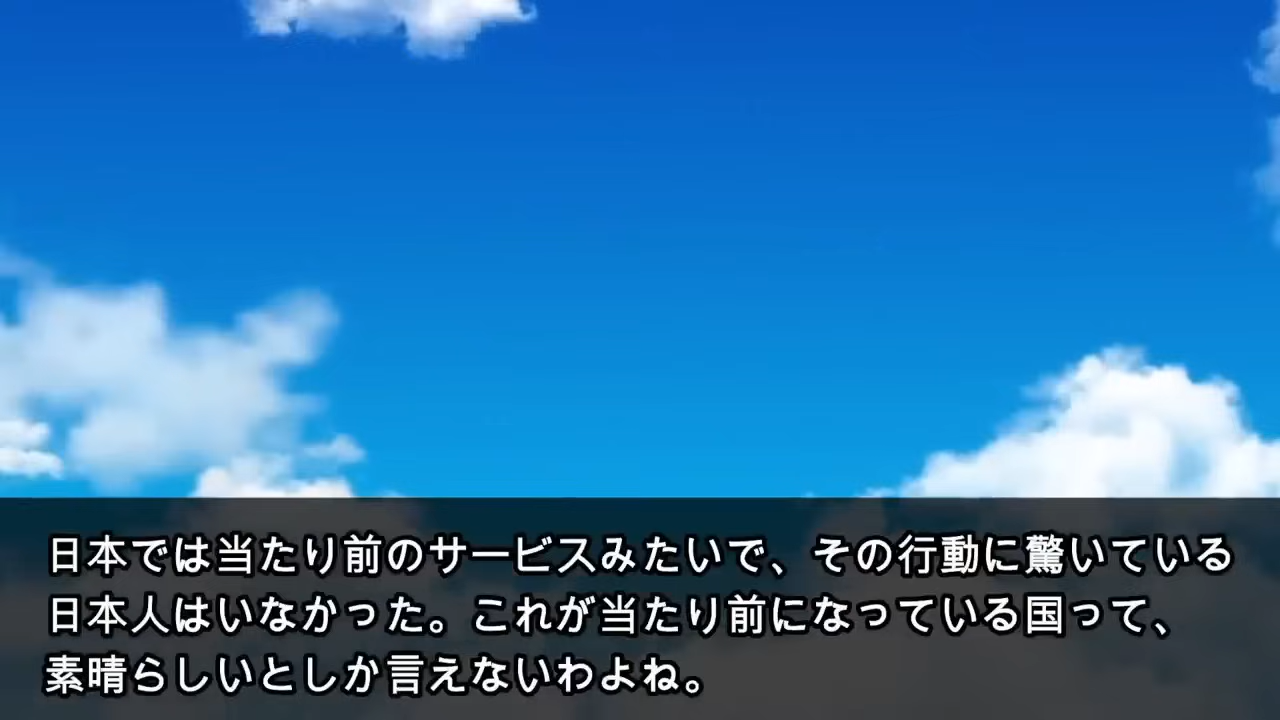 日本では当たり前のサービスみたいで、その行動に驚いている
日本人はいなかった。これが当たり前になっている国って、
素晴らしいとしか言えないわよね。